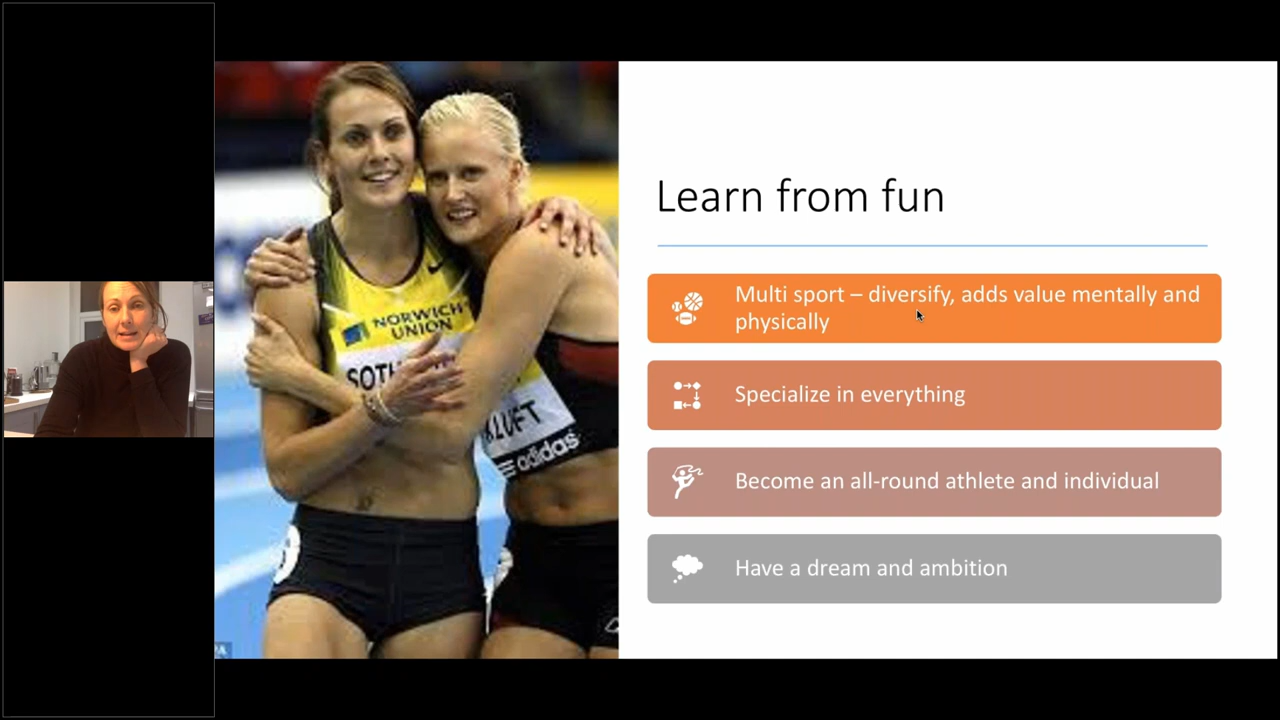 Learn from fun
Multi sport – diversify, adds value mentally and
physically
Specialize in everything
Become an all-round athlete and individual
Have a dream and ambition
NORWICH
UNION
KLUFT
adidas